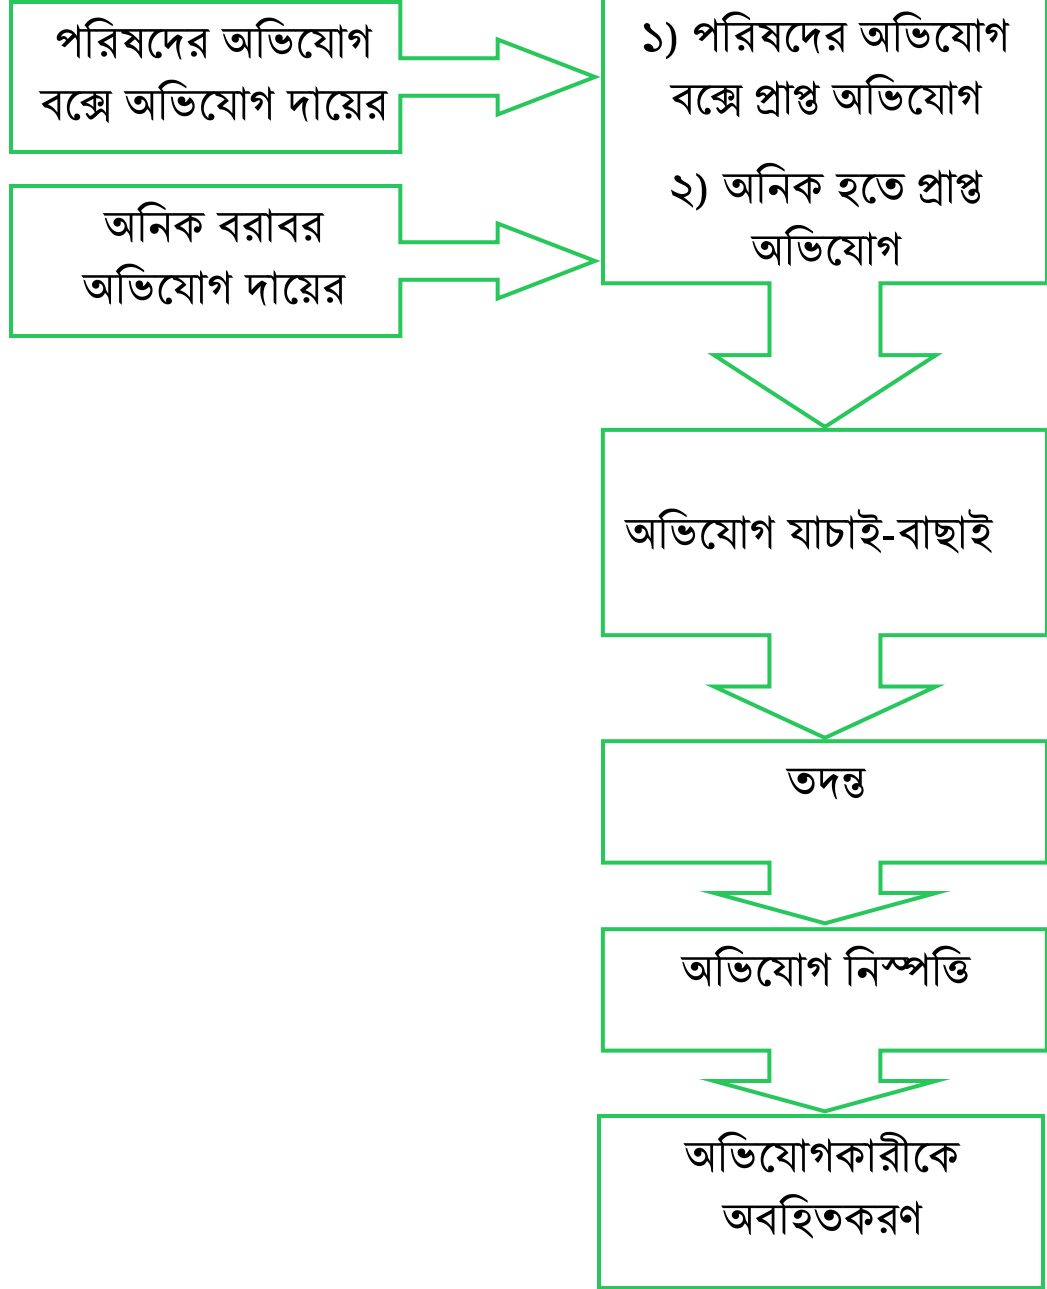 পরিষদের অভিযোগ
বক্সে অভিযোগ দায়ের
১) পরিষদের অভিযোগ
বক্সে প্রাপ্ত অভিযোগ
২) অনিক হতে প্রাপ্ত
অভিযোগ
অনিক বরাবর
অভিযোগ দায়ের
অভিযোগ যাচাই-বাছাই
তদন্ত
অভিযোগ নিস্পত্তি
অভিযোগকারীকে
অবহিতকরণ